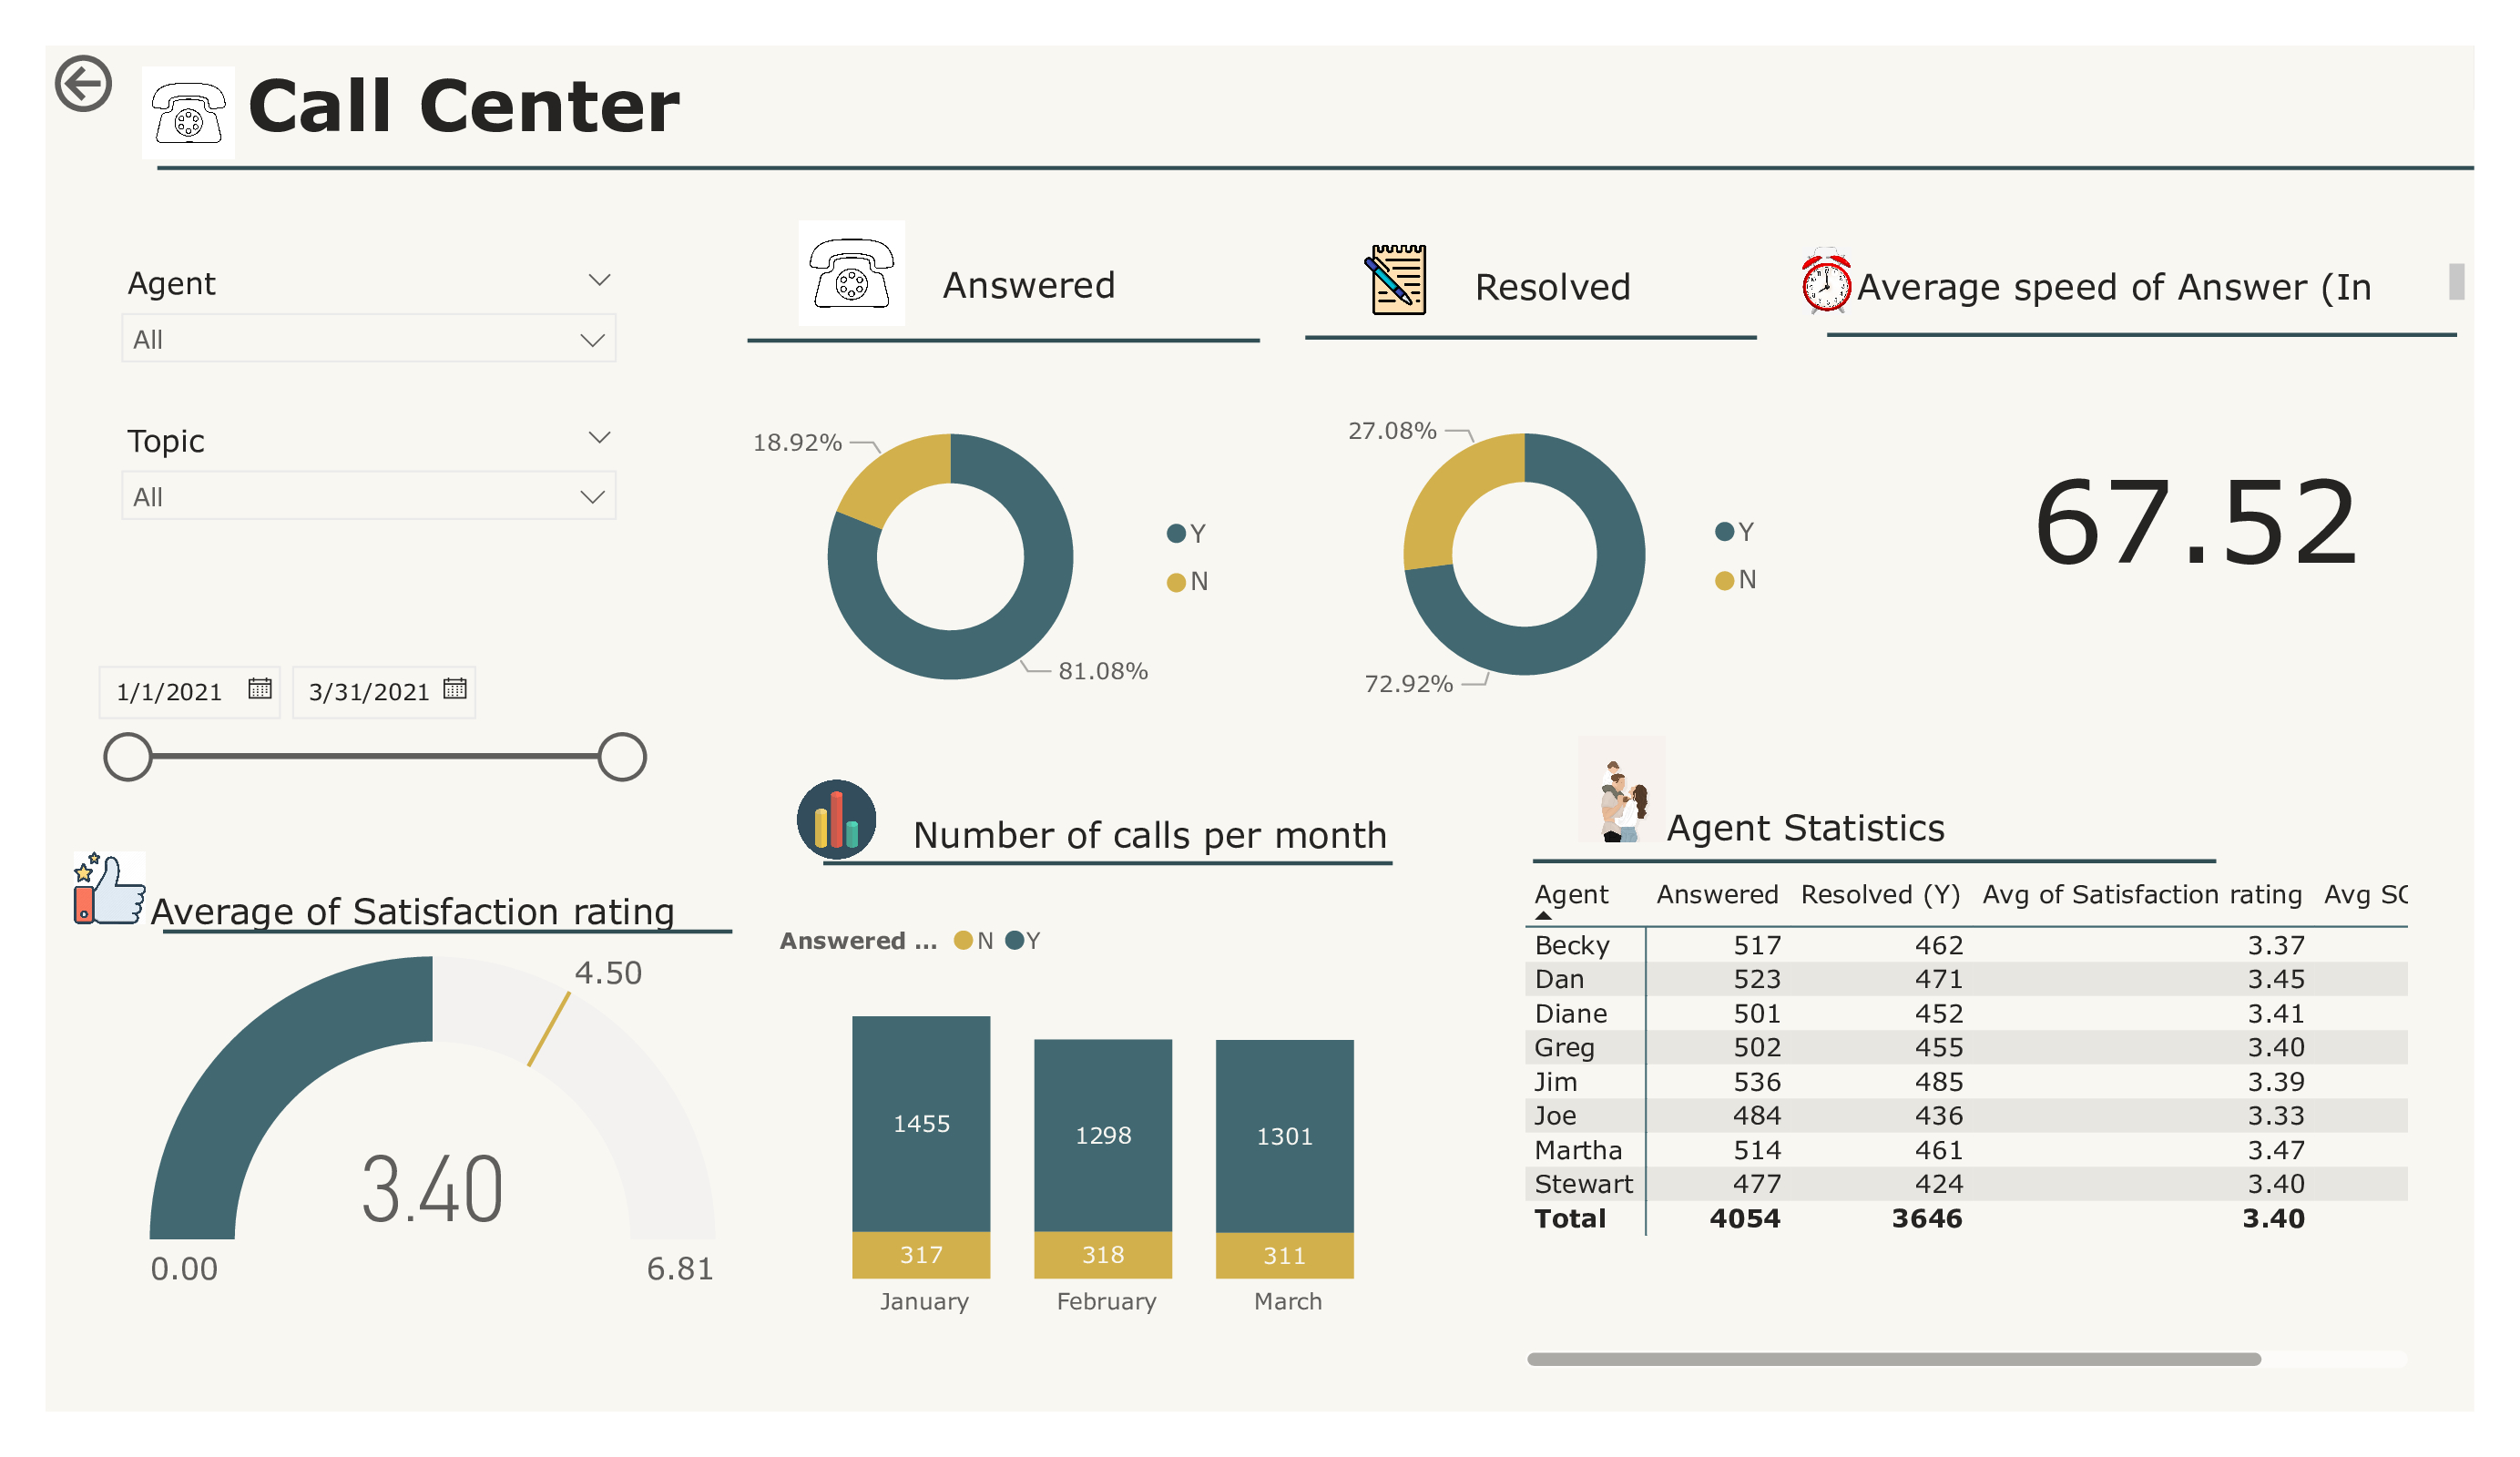 Call Center
Agent
All
Topic
All
1/1/2021
3/31/2021
Answered
18.92%
81.08%
Y
N
Resolved
27.08%
72.92%
Y
N
Average speed of Answer (In
67.52
Average of Satisfaction rating
4.50
3.40
0.00
6.81
Number of calls per month
Answered ... N Y
1455 1298 1301
317 318 311
January February March
Agent Statistics
Agent Answered Resolved (Y) Avg of Satisfaction rating Avg
Becky 517 462 3.37
Dan 523 471 3.45
Diane 501 452 3.41
Greg 502 455 3.40
Jim 536 485 3.39
Joe 484 436 3.33
Martha 514 461 3.47
Stewart 477 424 3.40
Total 4054 3646 3.40